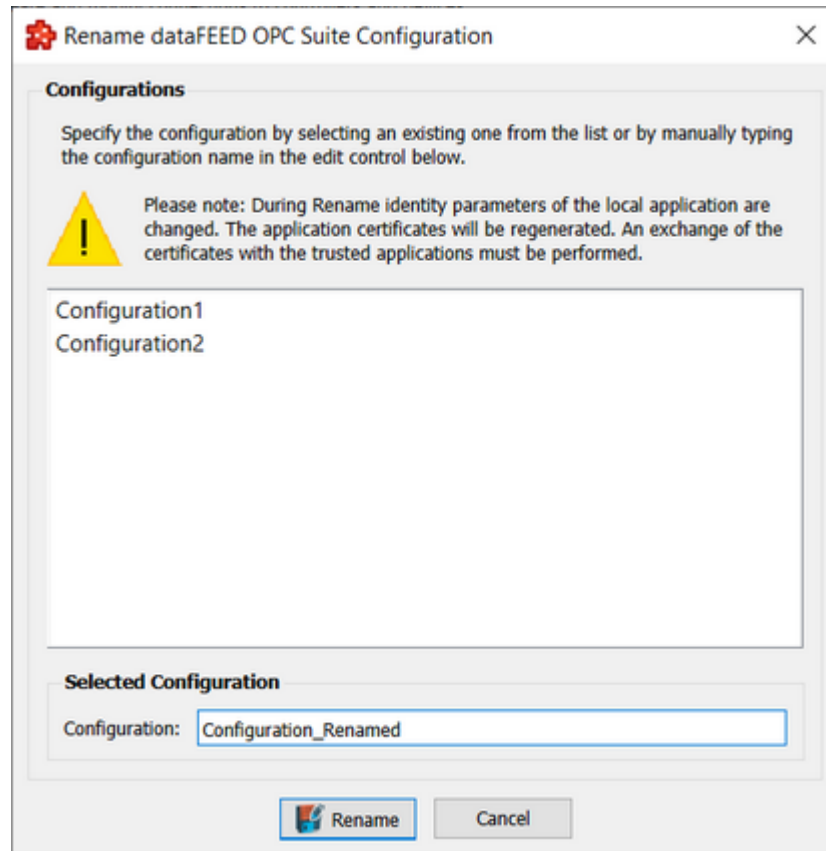 Rename dataFEED OPC Suite Configuration
Configurations
Specify the configuration by selecting an existing one from the list or by manually typing
the configuration name in the edit control below.
Please note: During Rename identity parameters of the local application are
changed. The application certificates will be regenerated. An exchange of the
certificates with the trusted applications must be performed.
Configuration1
Configuration2
Selected Configuration
Configuration: Configuration_Renamed
Rename Cancel